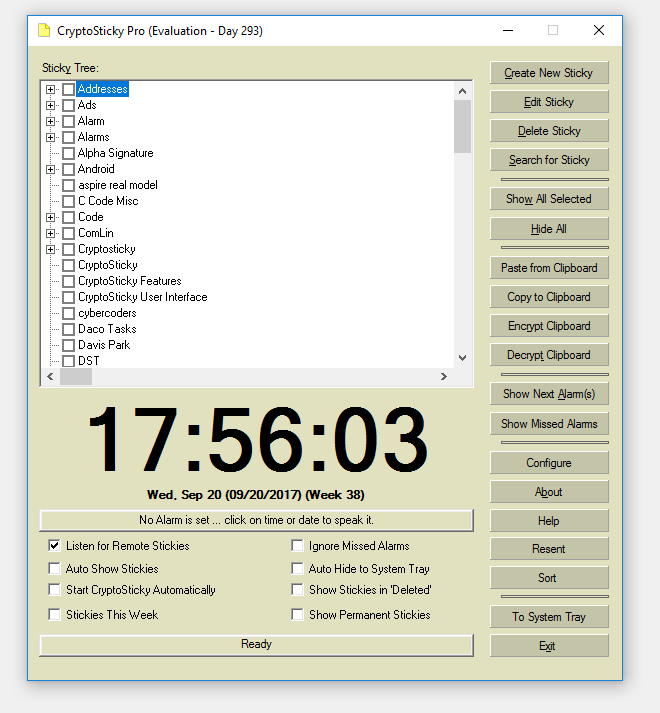 CryptoSticky Pro (Evaluation - Day 293)
Sticky Tree:
Addresses
Ads
Alarm
Alarms
Alpha Signature
Android
aspire real model
C Code Misc
Code
ComLin
Cryptosticky
CryptoSticky
CryptoSticky Features
CryptoSticky User Interface
cybercoders
Daco Tasks
Davis Park
DST
17:56:03
Wed, Sep 20 (09/20/2017) (Week 38)
No Alarm is set ... click on time or date to speak it.
Listen for Remote Stickies
Ignore Missed Alarms
Auto Show Stickies
Auto Hide to System Tray
Start CryptoSticky Automatically
Show Stickies in 'Deleted'
Stickies This Week
Show Permanent Stickies
Ready
Create New Sticky
Edit Sticky
Delete Sticky
Search for Sticky
Show All Selected
Hide All
Paste from Clipboard
Copy to Clipboard
Encrypt Clipboard
Decrypt Clipboard
Show Next Alarm(s)
Show Missed Alarms
Configure
About
Help
Resent
Sort
To System Tray
Exit